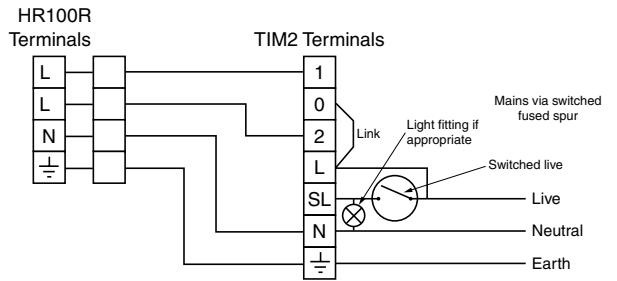 HR100R
Terminals
TIM2 Terminals
L
L
N
1
0
2
L
SL
N
Link
Light fitting if
appropriate
Mains via switched
fused spur
Switched live
Live
Neutral
Earth